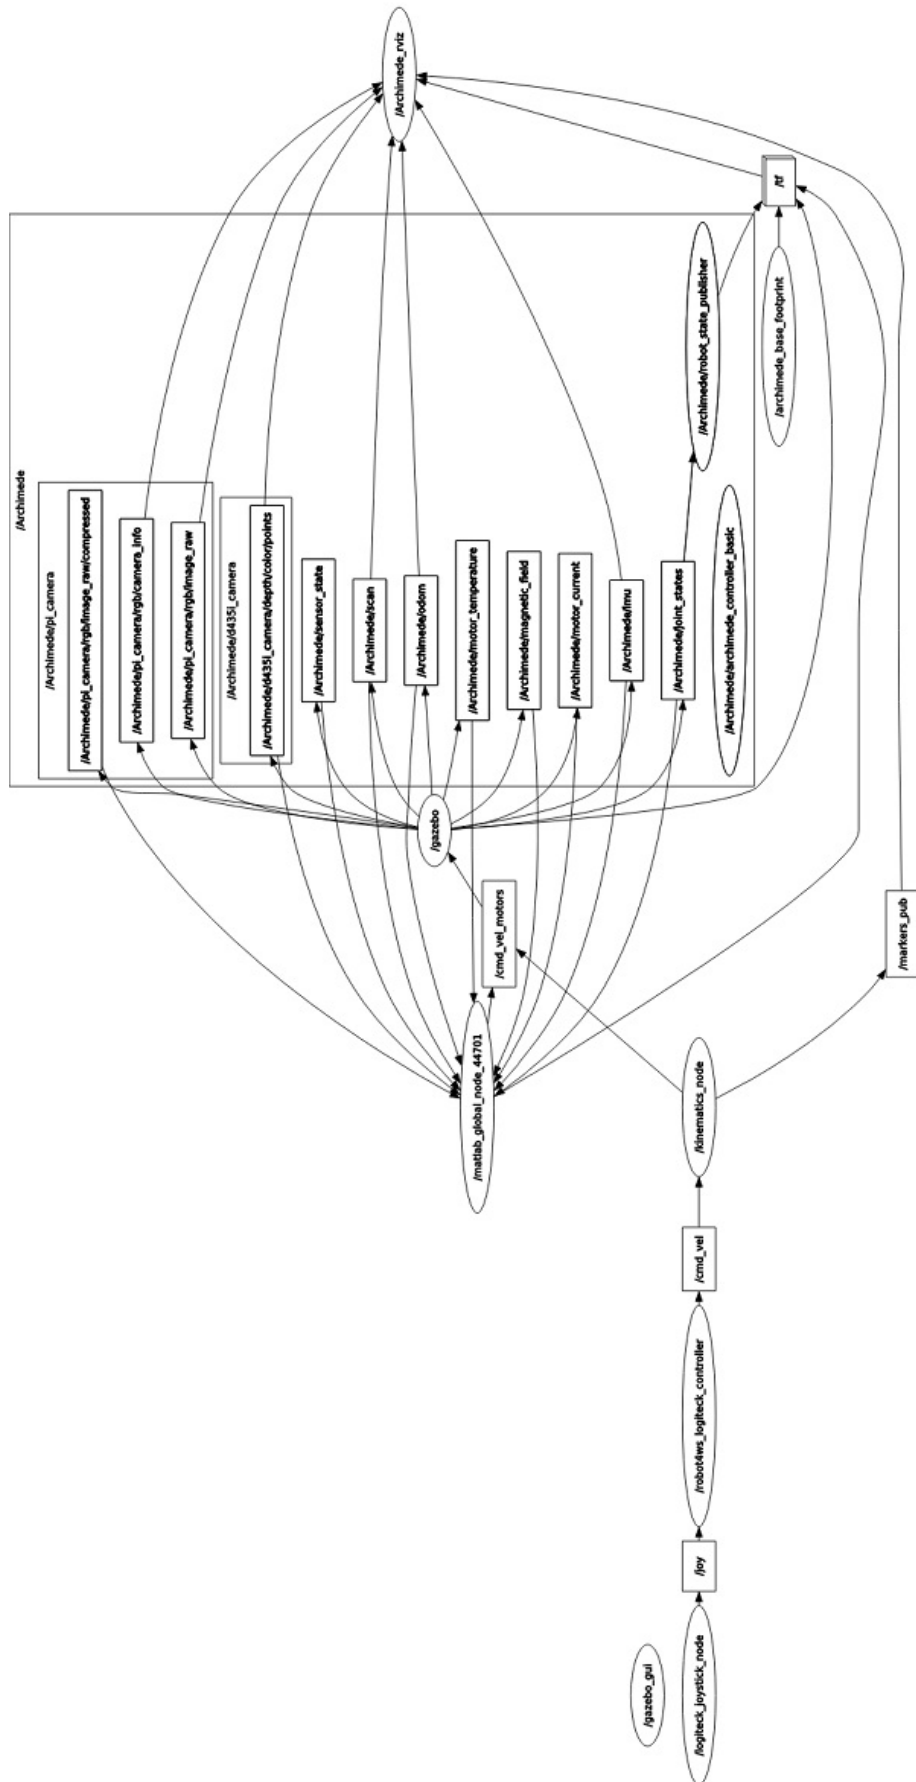 /gazebo_gui
/logiteck_joystick_node
/joy
/robot4ws_logiteck_controller
/cmd_vel
/kinematics_node
/matlab_global_node_44701
/cmd_vel_motors
/markers_pub
/gazebo
/Archimede
/Archimede/pi_camera
/Archimede/pi_camera/rgb/image_raw/compressed
/Archimede/pi_camera/rgb/camera_info
/Archimede/pi_camera/rgb/image_raw
/Archimede/d435i_camera
/Archimede/d435i_camera/depth/color/points
/Archimede/sensor_state
/Archimede/scan
/Archimede/odom
/Archimede/motor_temperature
/Archimede/magnetic_field
/Archimede/motor_current
/Archimede/imu
/Archimede/joint_states
/Archimede/archimede_controller_basic
/Archimede/robot_state_publisher
/archimede_base_footprint
/tf
/Archimede_rviz